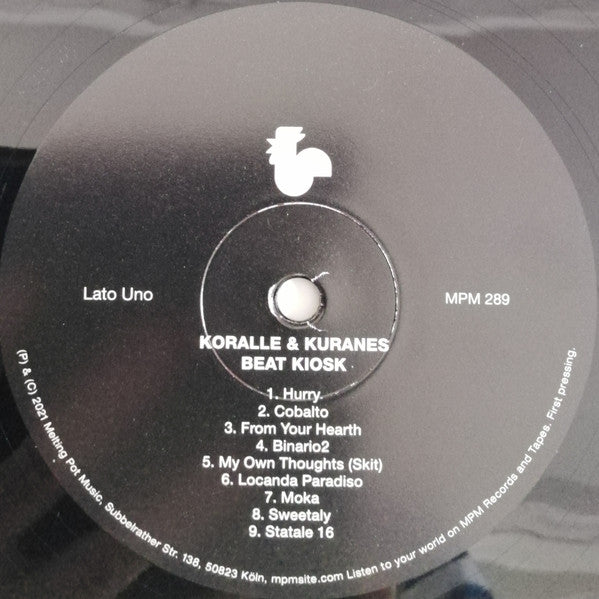 Lato Uno
MPM 289
KORALLE & KURANES
BEAT KIOSK
1. Hurry
2. Cobalto
3. From Your Hearth
4. Binario2
5. My Own Thoughts (Skit)
6. Locanda Paradiso
7. Moka
8. Sweetaly
9. Statale 16
(P) & (C) 2021 Melting Pot Music, Subbelrather Str. 138, 50823 Köln, mpmsite.com Listen to your world on MPM Records and Tapes. First pressing.